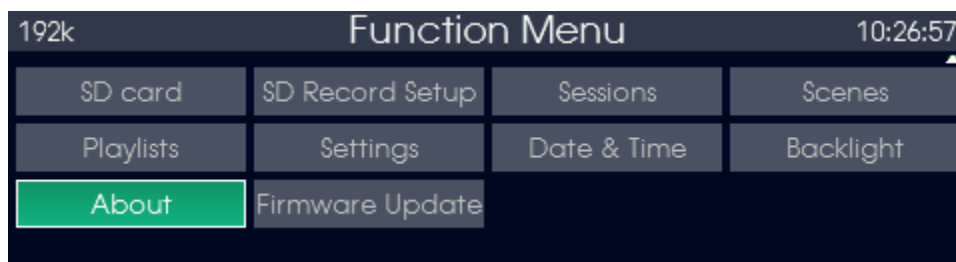 192k Function Menu 10:26:57
SD card SD Record Setup Sessions Scenes
Playlists Settings Date & Time Backlight
About Firmware Update